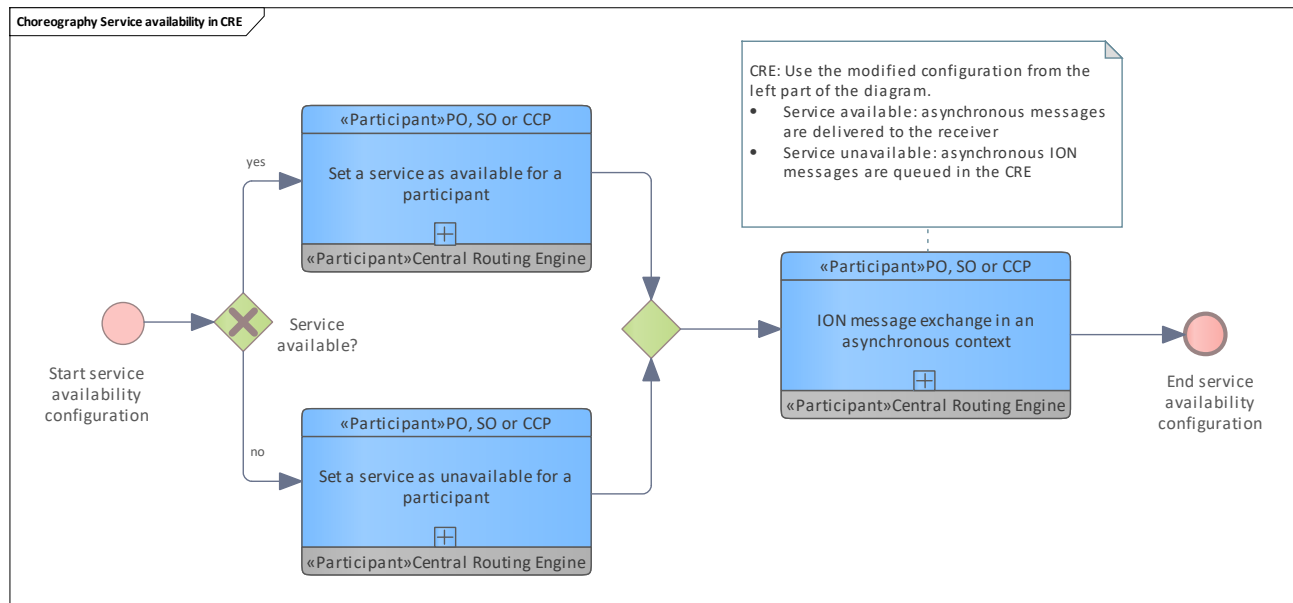 Choreography Service availability in CRE
CRE: Use the modified configuration from the
left part of the diagram.
• Service available: asynchronous messages
are delivered to the receiver
• Service unavailable: asynchronous ION
messages are queued in the CRE
«Participant»PO, SO or CCP
Set a service as available for a
participant
«Participant»Central Routing Engine
yes
Start service
availability
configuration
Service
available?
no
«Participant»PO, SO or CCP
Set a service as unavailable for a
participant
«Participant»Central Routing Engine
«Participant»PO, SO or CCP
ION message exchange in an
asynchronous context
«Participant»Central Routing Engine
End service
availability
configuration